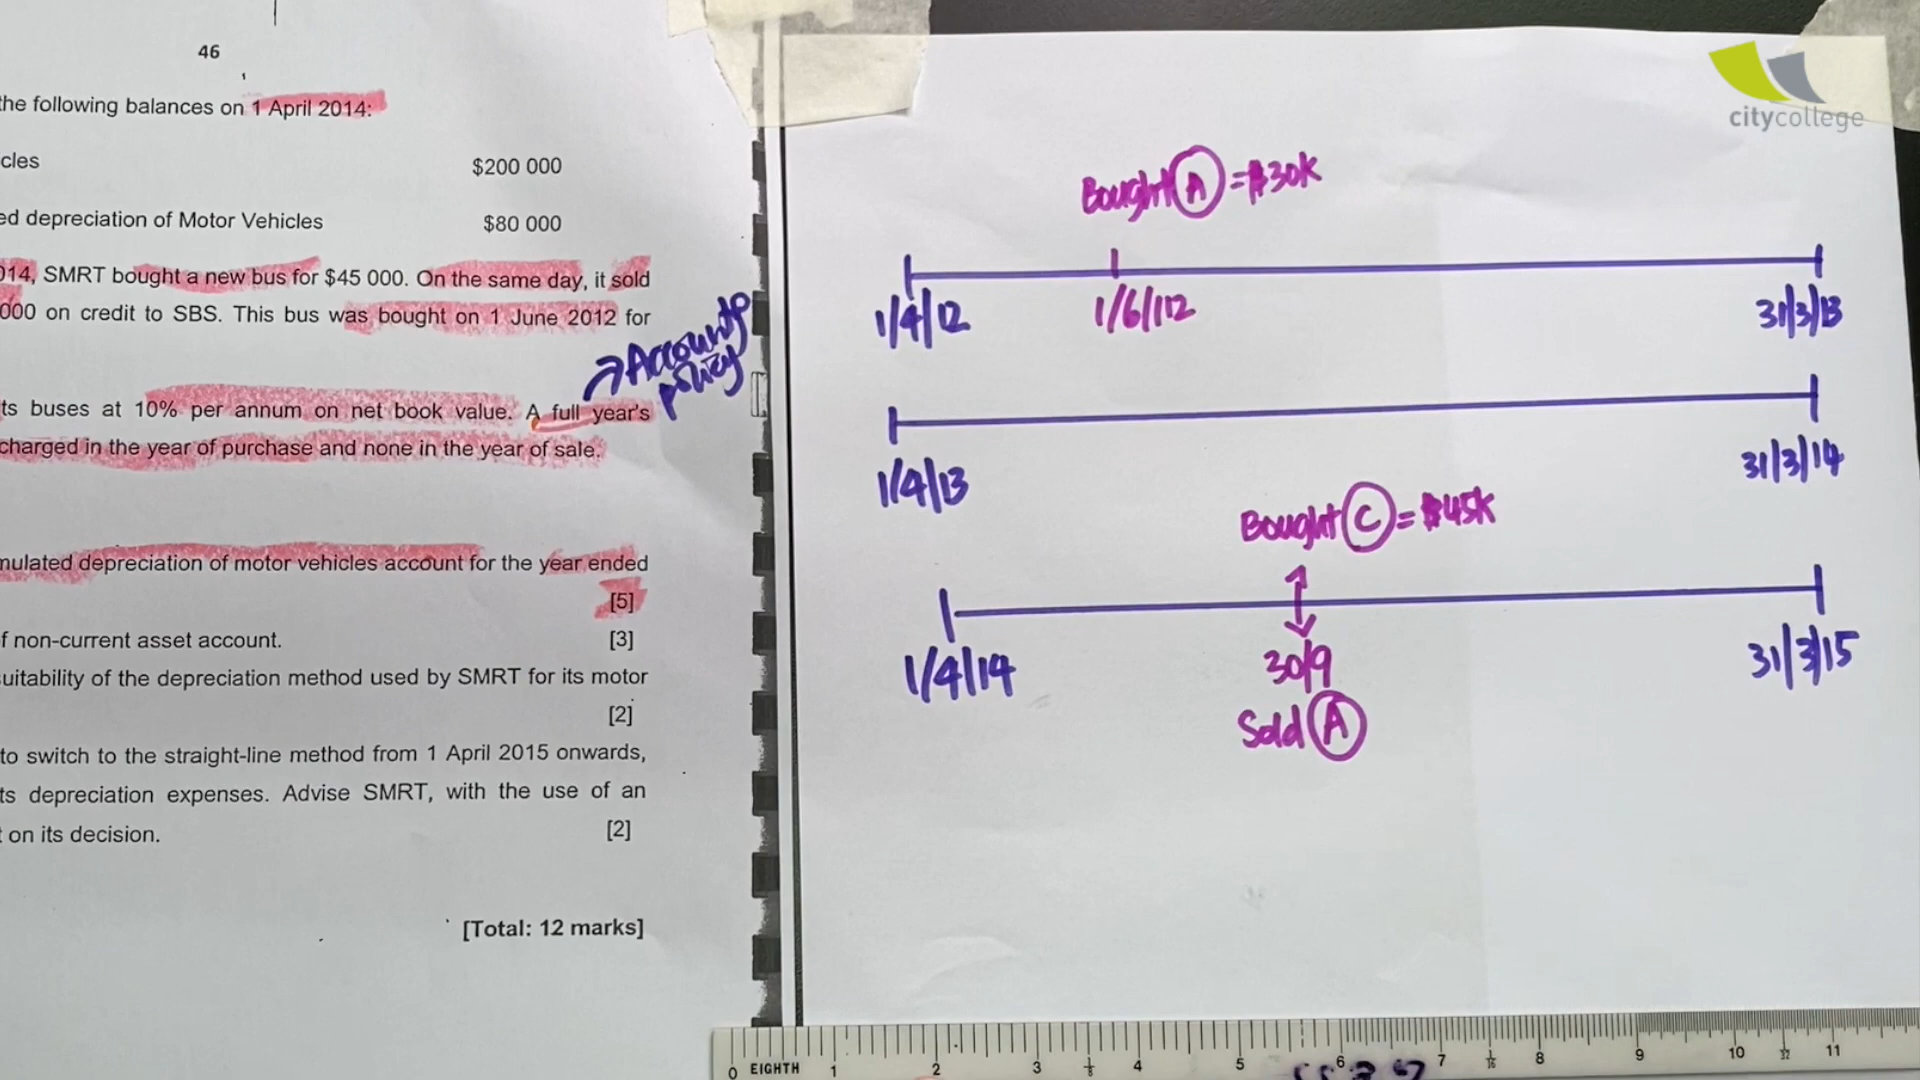 46
the following balances on 1 April 2014:
cles $200 000
ed depreciation of Motor Vehicles $80 000
014, SMRT bought a new bus for $45 000. On the same day, it sold
000 on credit to SBS. This bus was bought on 1 June 2012 for
ts buses at 10% per annum on net book value. A full year's
charged in the year of purchase and none in the year of sale.
mulated depreciation of motor vehicles account for the year ended
[5]
f non-current asset account. [3]
uitability of the depreciation method used by SMRT for its motor
[2]
to switch to the straight-line method from 1 April 2015 onwards,
ts depreciation expenses. Advise SMRT, with the use of an
t on its decision. [2]
[Total: 12 marks]
policy
citycollege
Bought A = $30K
1/4/12 1/6/112 31/3/13
1/4/13 31/3/14
Bought C = $45K
1/4/14 30/9 31/3/15
Sold A
0 EIGHTH 1 2 3 4 5 6 7 8 9 10 11